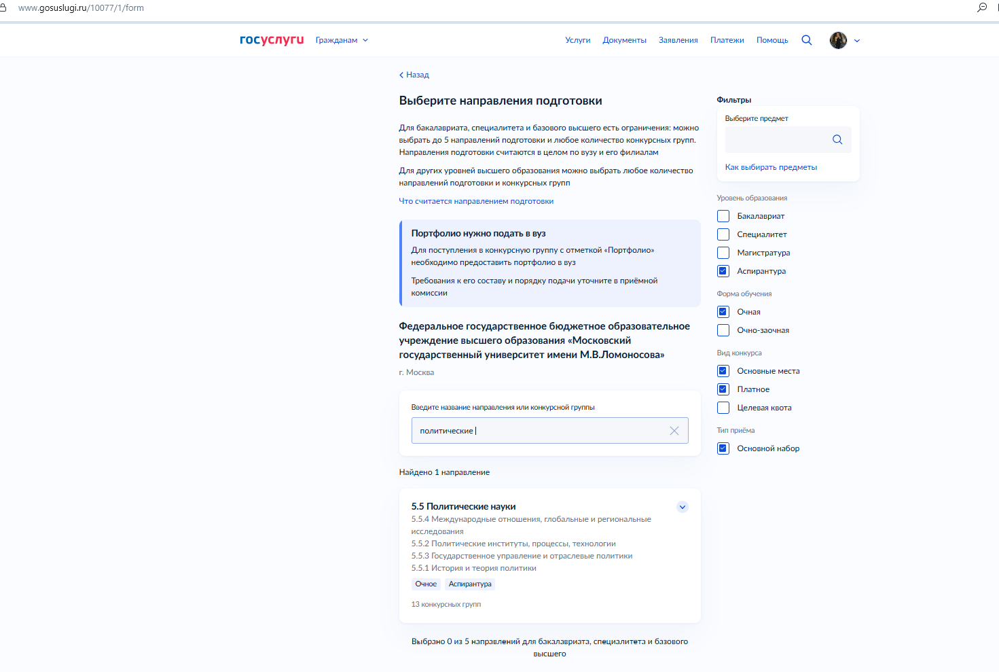 www.gosuslugi.ru/10077/1/form
госуслуги Гражданам Услуги Документы Заявления Платежи Помощь
Назад
Выберите направления подготовки
Для бакалавриата, специалитета и базового высшего есть ограничения: можно
выбрать до 5 направлений подготовки и любое количество конкурсных групп.
Направления подготовки считаются в целом по вузу и его филиалам
Для других уровней высшего образования можно выбрать любое количество
направлений подготовки и конкурсных групп
Что считается направлением подготовки
Портфолио нужно подать в вуз
Для поступления в конкурсную группу с отметкой «Портфолио»
необходимо предоставить портфолио в вуз
Требования к его составу и порядку подачи уточните в приёмной
комиссии
Федеральное государственное бюджетное образовательное
учреждение высшего образования «Московский
государственный университет имени М.В.Ломоносова»
г. Москва
Введите название направления или конкурсной группы
политические
Найдено 1 направление
5.5 Политические науки
5.5.4 Международные отношения, глобальные и региональные
исследования
5.5.2 Политические институты, процессы, технологии
5.5.3 Государственное управление и отраслевые политики
5.5.1 История и теория политики
Очное Аспирантура
13 конкурсных групп
Выбрано 0 из 5 направлений для бакалавриата, специалитета и базового
высшего
Фильтры
Выберите предмет
Как выбирать предметы
Уровень образования
Бакалавриат
Специалитет
Магистратура
Аспирантура
Форма обучения
Очная
Очно-заочная
Вид конкурса
Основные места
Платное
Целевая квота
Тип приёма
Основной набор